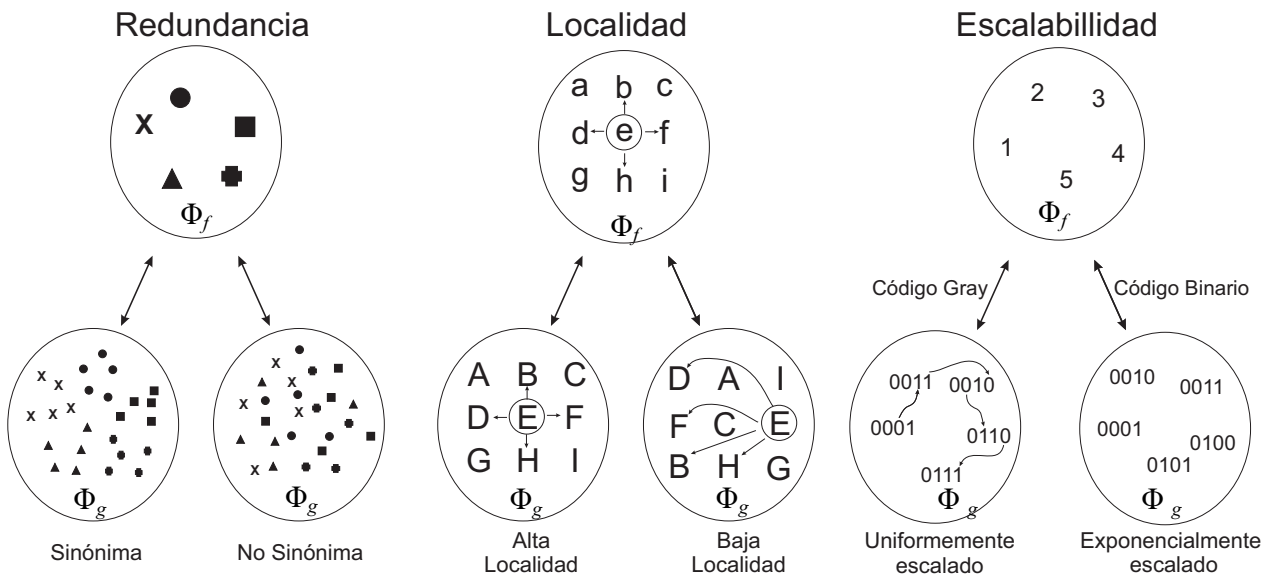 Redundancia
X
Φf
x
x
x
x
x
Φg
Sinónima
x
x
x
x
x
Φg
No Sinónima
Localidad
a b c
d e f
g h i
Φf
A B C
D E F
G H I
Φg
Alta
Localidad
D A I
F C E
B H G
Φg
Baja
Localidad
Escalabillidad
2 3
1 4
5
Φf
Código Gray
Código Binario
0011 0010
0001 0110
0111
Φg
Uniformemente
escalado
0010 0011
0001 0100
0101
Φg
Exponencialmente
escalado